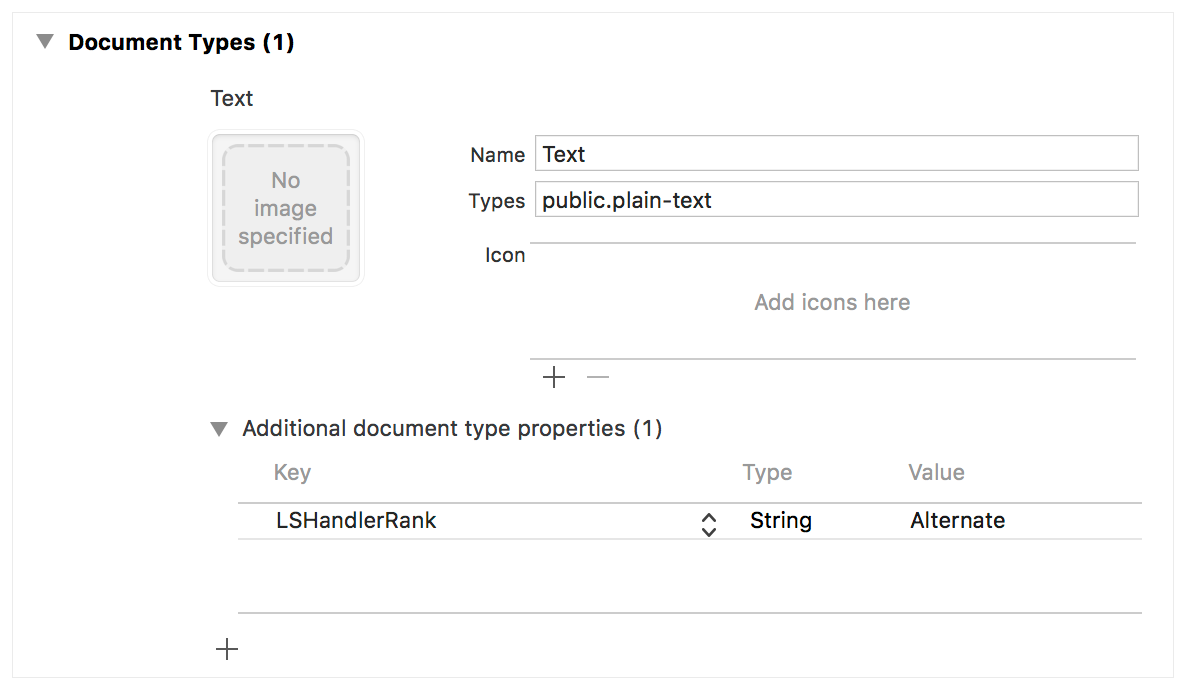 Document Types (1)
Text
No
image
specified
Name Text
Types public.plain-text
Icon
Add icons here
Additional document type properties (1)
Key Type Value
LSHandlerRank String Alternate